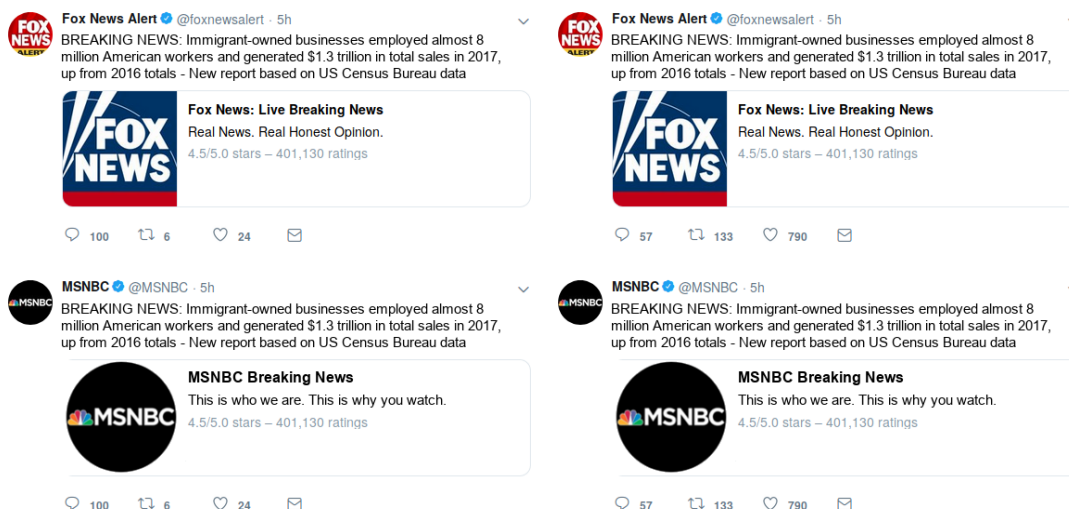 Fox News Alert @foxnewsalert · 5h
BREAKING NEWS: Immigrant-owned businesses employed almost 8
million American workers and generated $1.3 trillion in total sales in 2017,
up from 2016 totals - New report based on US Census Bureau data
FOX
NEWS
ALERT
FOX
NEWS
Fox News: Live Breaking News
Real News. Real Honest Opinion.
4.5/5.0 stars – 401,130 ratings
100 6 24
Fox News Alert @foxnewsalert · 5h
BREAKING NEWS: Immigrant-owned businesses employed almost 8
million American workers and generated $1.3 trillion in total sales in 2017,
up from 2016 totals - New report based on US Census Bureau data
FOX
NEWS
ALERT
FOX
NEWS
Fox News: Live Breaking News
Real News. Real Honest Opinion.
4.5/5.0 stars – 401,130 ratings
57 133 790
MSNBC @MSNBC · 5h
BREAKING NEWS: Immigrant-owned businesses employed almost 8
million American workers and generated $1.3 trillion in total sales in 2017,
up from 2016 totals - New report based on US Census Bureau data
MSNBC
MSNBC
MSNBC Breaking News
This is who we are. This is why you watch.
4.5/5.0 stars – 401,130 ratings
100 6 24
MSNBC @MSNBC · 5h
BREAKING NEWS: Immigrant-owned businesses employed almost 8
million American workers and generated $1.3 trillion in total sales in 2017,
up from 2016 totals - New report based on US Census Bureau data
MSNBC
MSNBC
MSNBC Breaking News
This is who we are. This is why you watch.
4.5/5.0 stars – 401,130 ratings
57 133 790